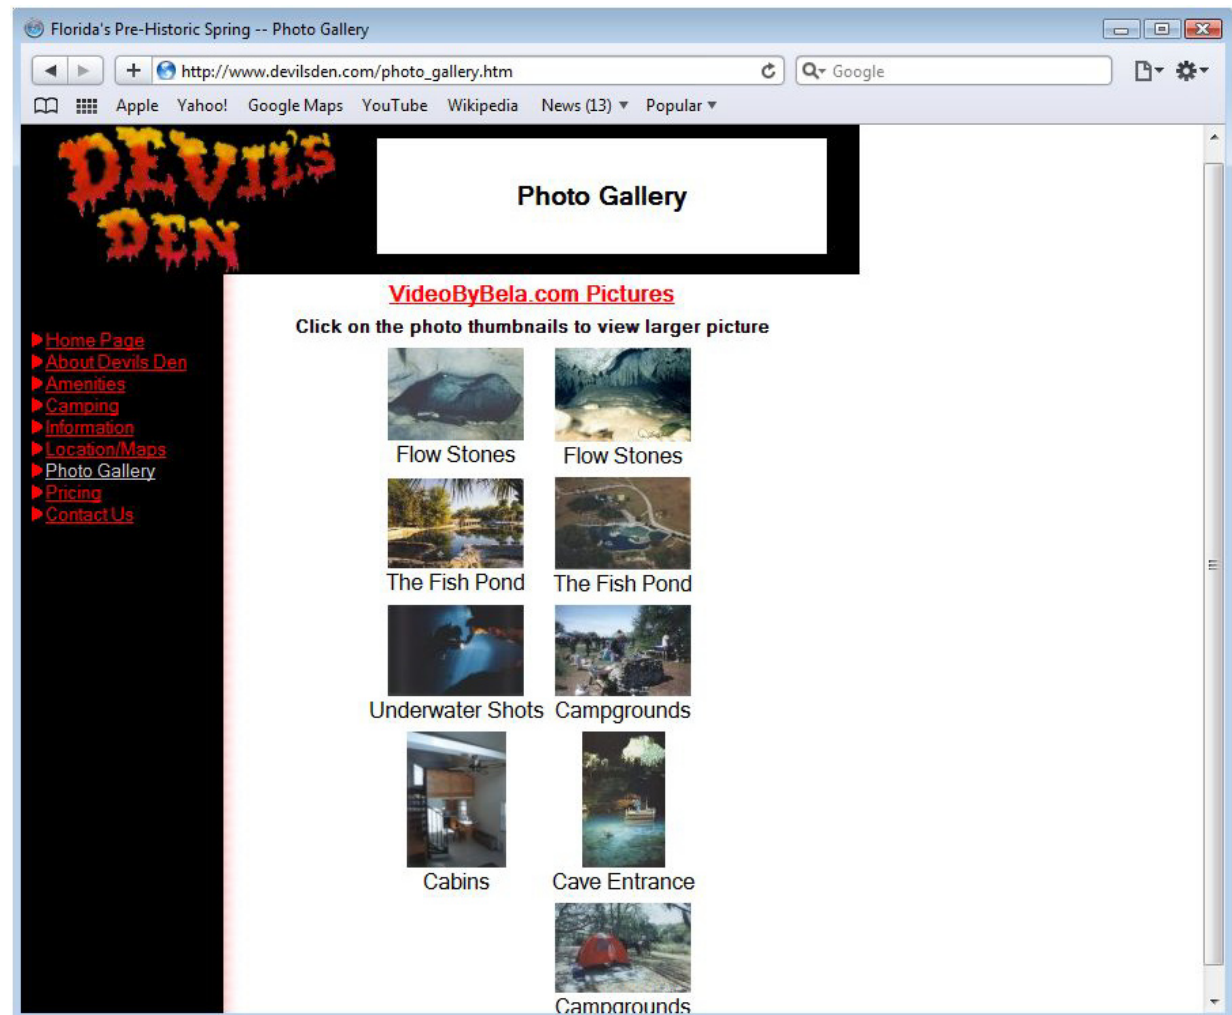 Florida's Pre-Historic Spring -- Photo Gallery
http://www.devilsden.com/photo_gallery.htm
Google
Apple Yahoo! Google Maps YouTube Wikipedia News (13) Popular
DEVIL'S
DEN
Photo Gallery
VideoByBela.com Pictures
Click on the photo thumbnails to view larger picture
Home Page
About Devils Den
Amenities
Camping
Information
Location/Maps
Photo Gallery
Pricing
Contact Us
Flow Stones Flow Stones
The Fish Pond The Fish Pond
Underwater Shots Campgrounds
Cabins Cave Entrance
Campgrounds